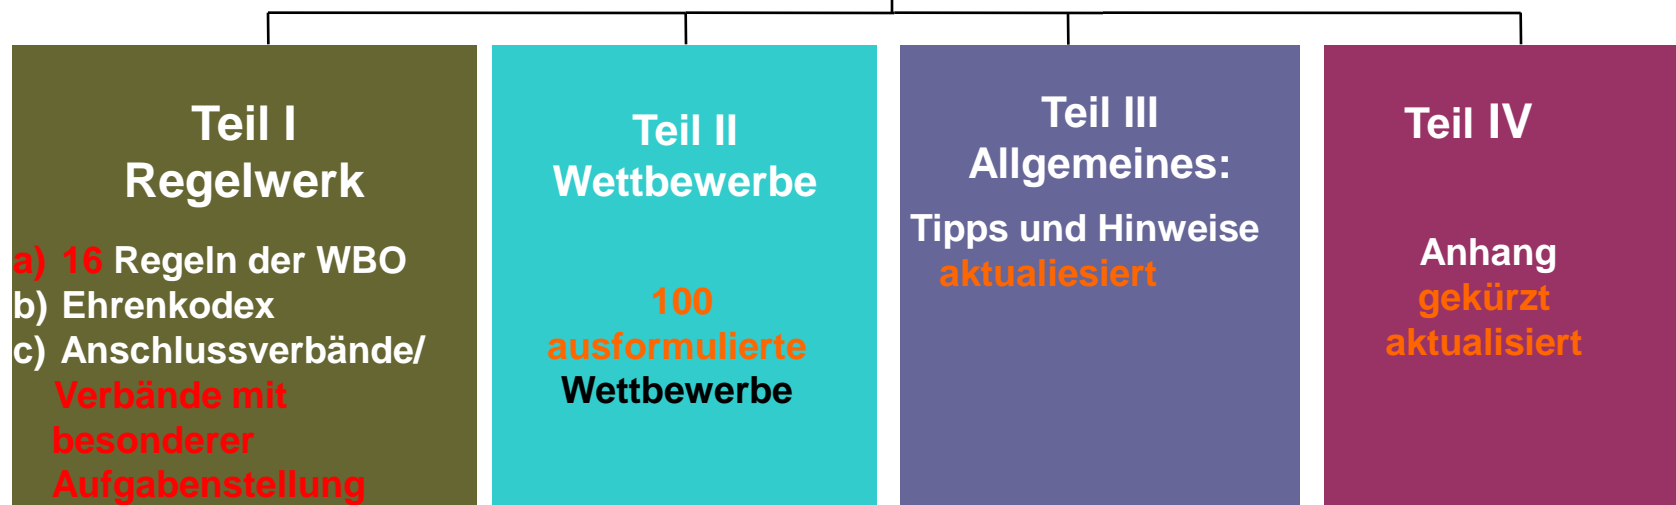 Teil I
Regelwerk
a) 16 Regeln der WBO
b) Ehrenkodex
c) Anschlussverbände/
Verbände mit
besonderer
Aufgabenstellung
Teil II
Wettbewerbe
100
ausformulierte
Wettbewerbe
Teil III
Allgemeines:
Tipps und Hinweise
aktualiesiert
Teil IV
Anhang
gekürzt
aktualisiert